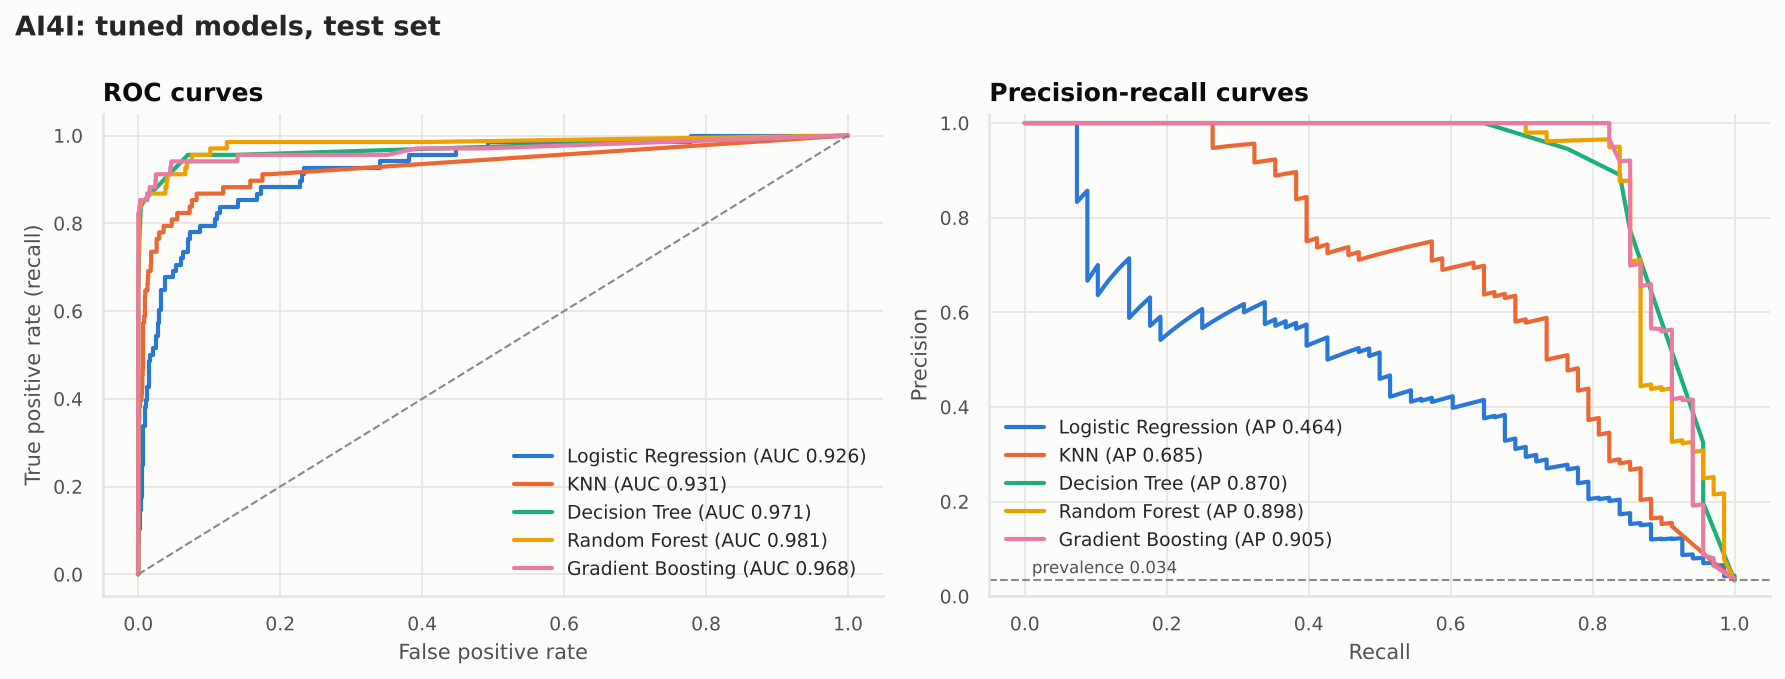 AI4I: tuned models, test set
ROC curves
True positive rate (recall)
1.0
0.8
0.6
0.4
0.2
0.0
Logistic Regression (AUC 0.926)
KNN (AUC 0.931)
Decision Tree (AUC 0.971)
Random Forest (AUC 0.981)
Gradient Boosting (AUC 0.968)
0.0 0.2 0.4 0.6 0.8 1.0
False positive rate
Precision-recall curves
Precision
1.0
0.8
0.6
0.4
0.2
0.0
Logistic Regression (AP 0.464)
KNN (AP 0.685)
Decision Tree (AP 0.870)
Random Forest (AP 0.898)
Gradient Boosting (AP 0.905)
prevalence 0.034
0.0 0.2 0.4 0.6 0.8 1.0
Recall